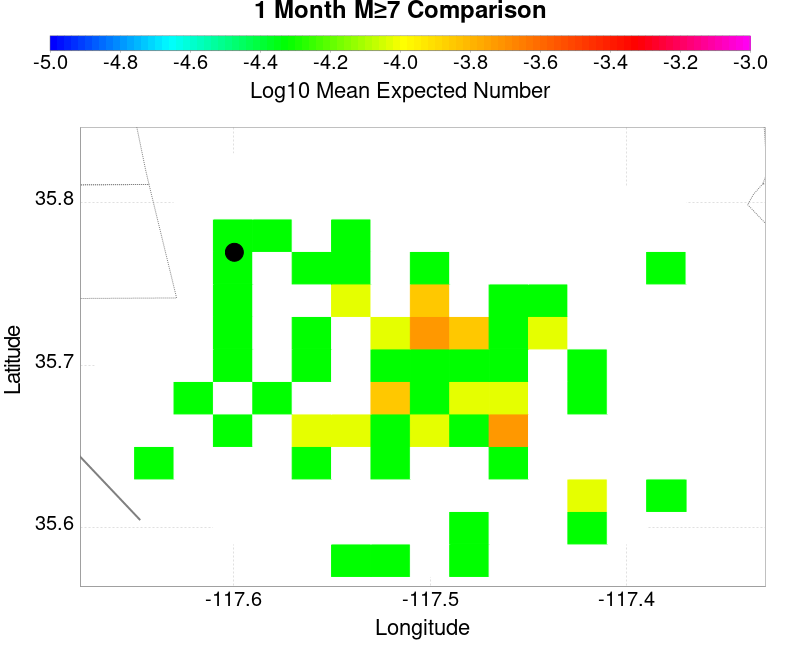 1 Month M≥7 Comparison
-5.0 -4.8 -4.6 -4.4 -4.2 -4.0 -3.8 -3.6 -3.4 -3.2 -3.0
Log10 Mean Expected Number
35.8
35.7
35.6
Latitude
-117.6 -117.5 -117.4
Longitude